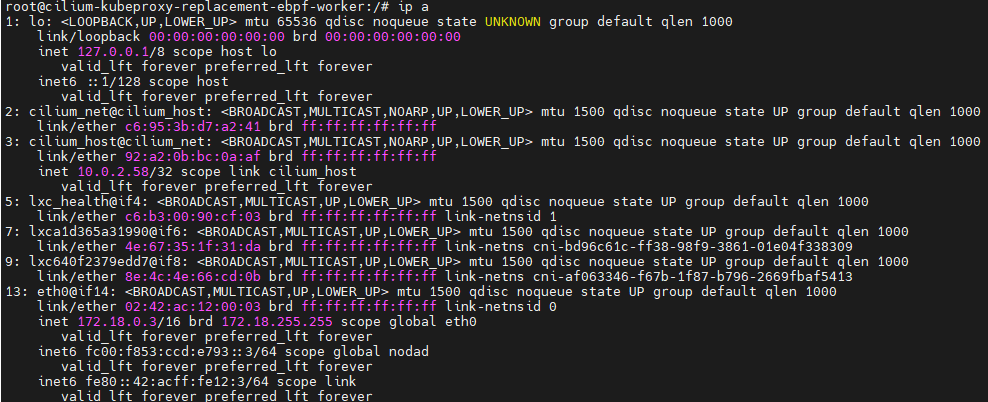 root@cilium-kubeproxy-replacement-ebpf-worker:/# ip a
1: lo: <LOOPBACK,UP,LOWER_UP> mtu 65536 qdisc noqueue state UNKNOWN group default qlen 1000
    link/loopback 00:00:00:00:00:00 brd 00:00:00:00:00:00
    inet 127.0.0.1/8 scope host lo
       valid_lft forever preferred_lft forever
    inet6 ::1/128 scope host
       valid_lft forever preferred_lft forever
2: cilium_net@cilium_host: <BROADCAST,MULTICAST,NOARP,UP,LOWER_UP> mtu 1500 qdisc noqueue state UP group default qlen 1000
    link/ether c6:95:3b:d7:a2:41 brd ff:ff:ff:ff:ff:ff
3: cilium_host@cilium_net: <BROADCAST,MULTICAST,NOARP,UP,LOWER_UP> mtu 1500 qdisc noqueue state UP group default qlen 1000
    link/ether 92:a2:0b:bc:0a:af brd ff:ff:ff:ff:ff:ff
    inet 10.0.2.58/32 scope link cilium_host
       valid_lft forever preferred_lft forever
5: lxc_health@if4: <BROADCAST,MULTICAST,UP,LOWER_UP> mtu 1500 qdisc noqueue state UP group default qlen 1000
    link/ether c6:b3:00:90:cf:03 brd ff:ff:ff:ff:ff:ff link-netnsid 1
7: lxca1d365a31990@if6: <BROADCAST,MULTICAST,UP,LOWER_UP> mtu 1500 qdisc noqueue state UP group default qlen 1000
    link/ether 4e:67:35:1f:31:da brd ff:ff:ff:ff:ff:ff link-netns cni-bd96c61c-ff38-98f9-3861-01e04f338309
9: lxc640f2379edd7@if8: <BROADCAST,MULTICAST,UP,LOWER_UP> mtu 1500 qdisc noqueue state UP group default qlen 1000
    link/ether 8e:4c:4e:66:cd:0b brd ff:ff:ff:ff:ff:ff link-netns cni-af063346-f67b-1f87-b796-2669fbaf5413
13: eth0@if14: <BROADCAST,MULTICAST,UP,LOWER_UP> mtu 1500 qdisc noqueue state UP group default qlen 1000
    link/ether 02:42:ac:12:00:03 brd ff:ff:ff:ff:ff:ff link-netnsid 0
    inet 172.18.0.3/16 brd 172.18.255.255 scope global eth0
       valid_lft forever preferred_lft forever
    inet6 fc00:f853:ccd:e793::3/64 scope global nodad
       valid_lft forever preferred_lft forever
    inet6 fe80::42:acff:fe12:3/64 scope link
       valid_lft forever preferred_lft forever